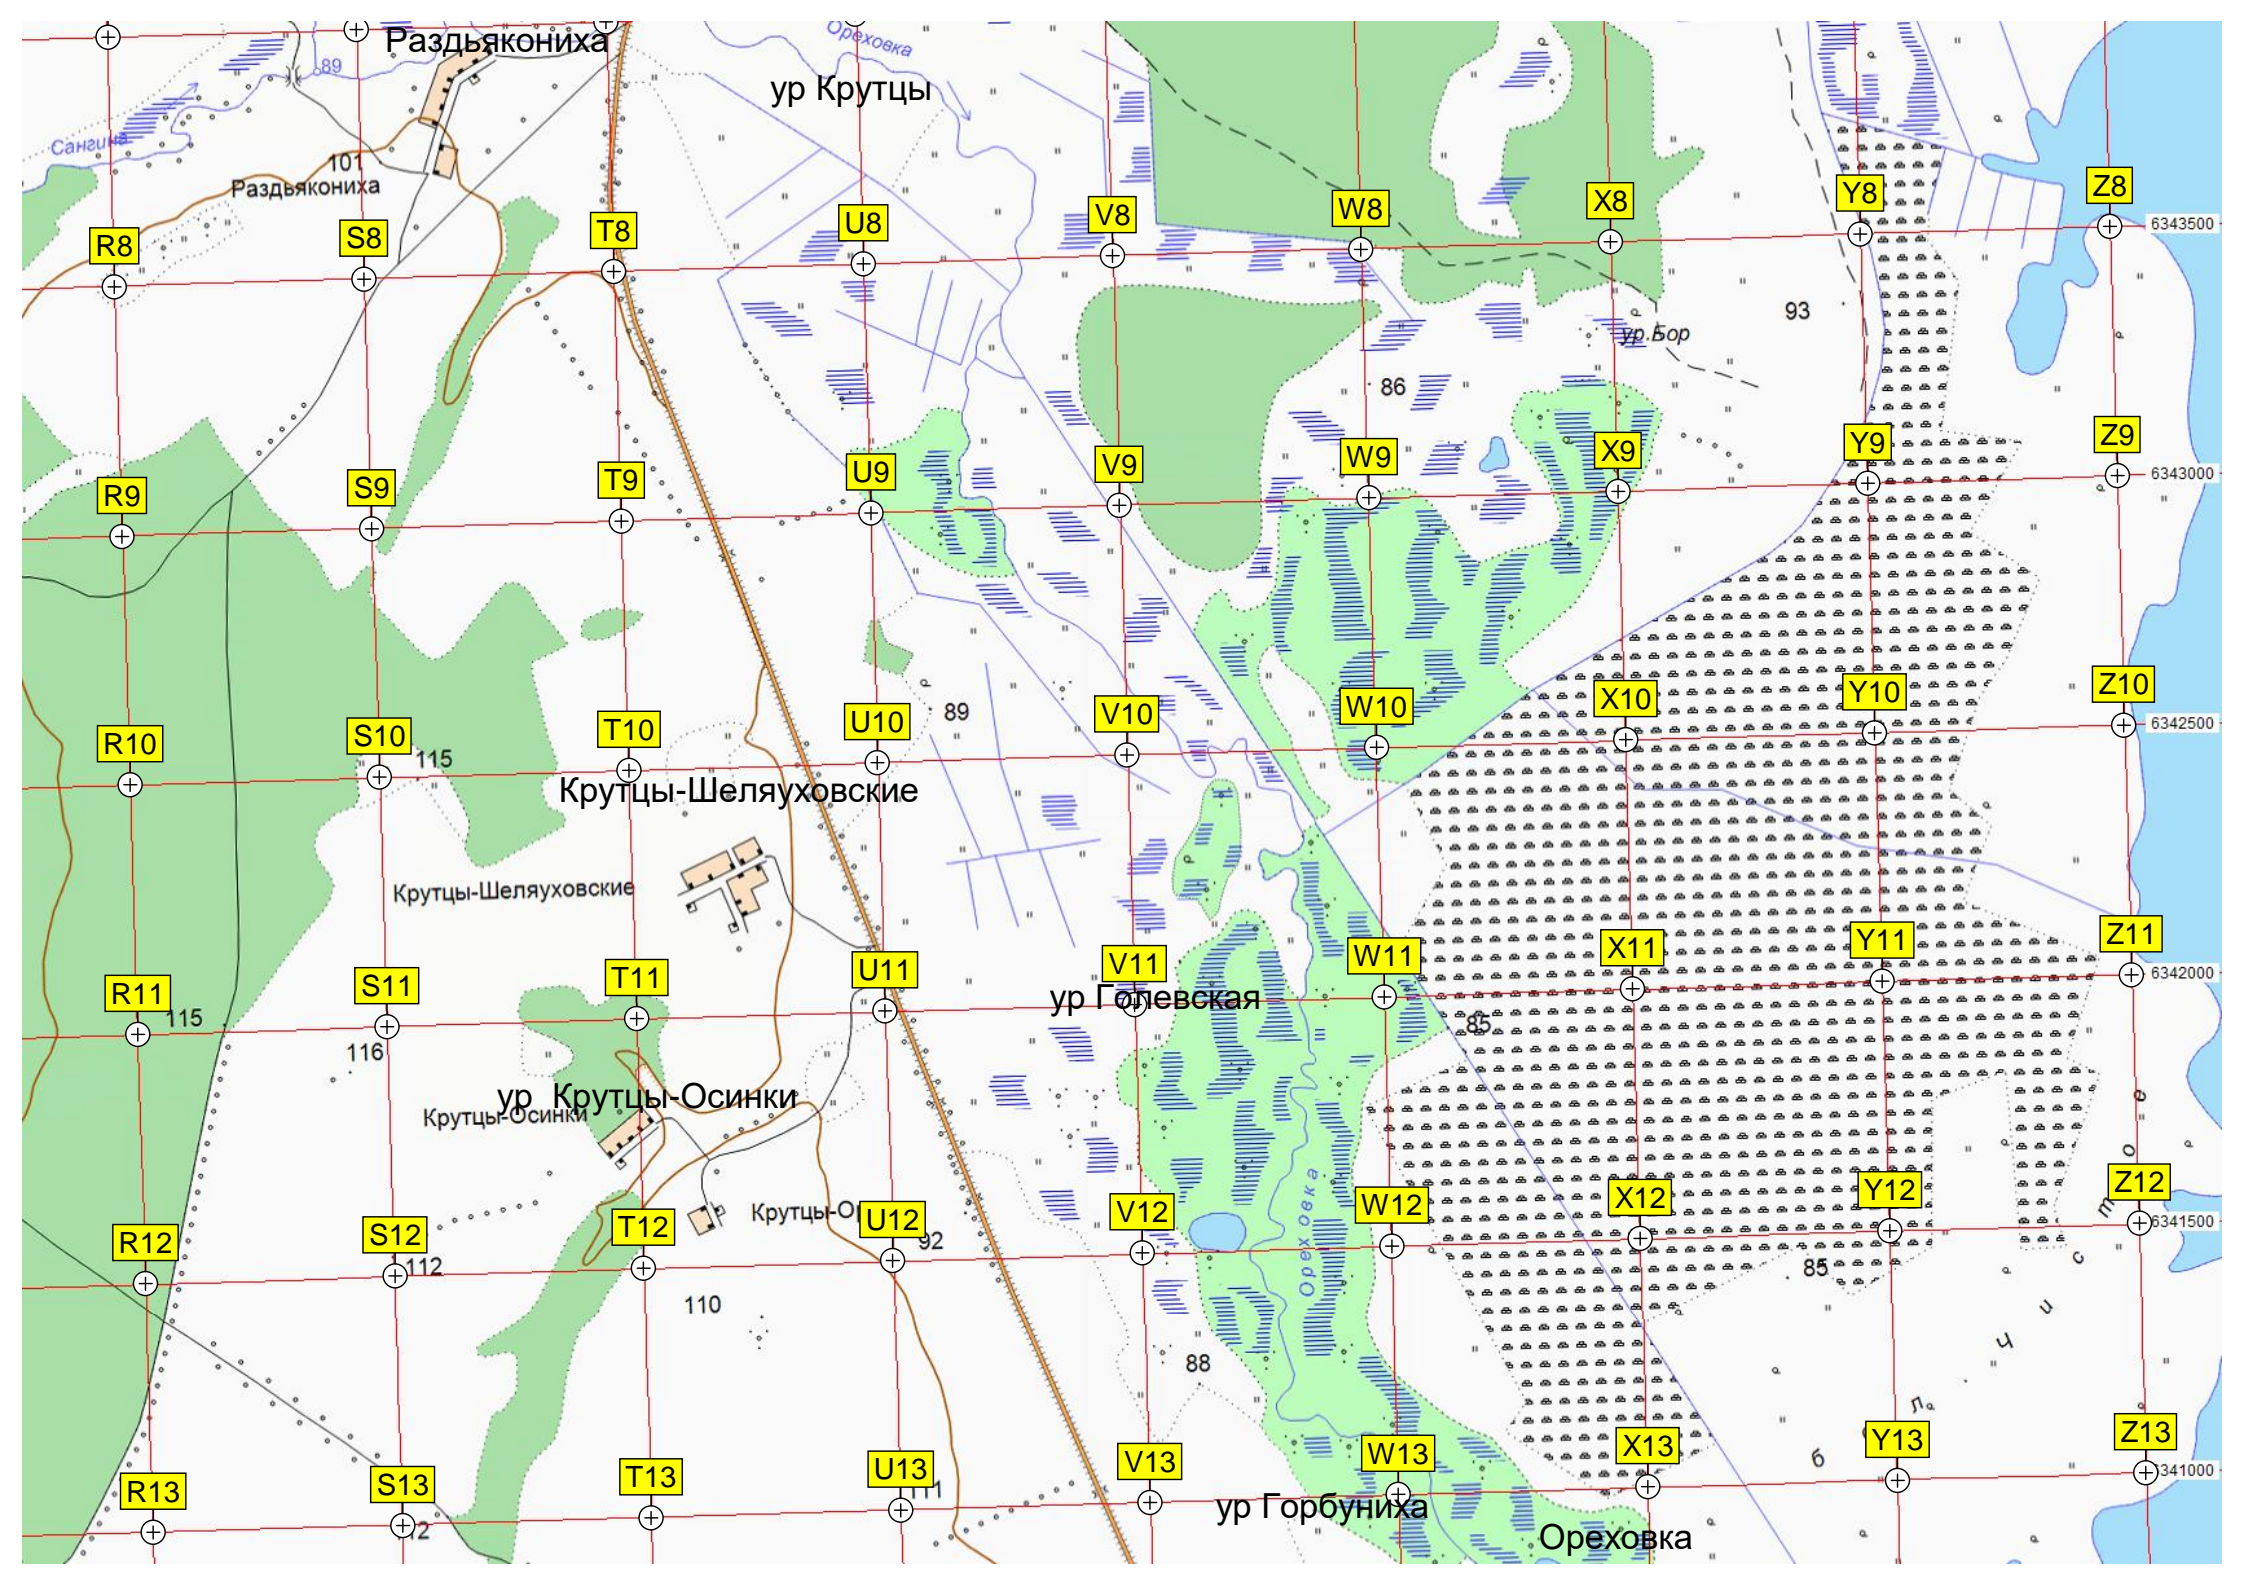 Раздьякониха
Ореховка
89
ур Крутцы
Сангина
101
Раздьякониха
R8
S8
T8
U8
V8
W8
X8
Y8
Z8
6343500
93
ур.Бор
86
R9
S9
T9
U9
V9
W9
X9
Y9
Z9
6343000
R10
S10
115
T10
U10
89
V10
W10
X10
Y10
Z10
6342500
Крутцы-Шеляуховские
Крутцы-Шеляуховские
R11
115
S11
T11
U11
V11
W11
X11
Y11
Z11
6342000
ур Голевская
85
116
ур Крутцы-Осинки
Крутцы-Осинки
Ореховка
R12
S12
112
T12
U12
92
V12
W12
X12
Y12
Z12
6341500
110
85
88
бол. Чистое
R13
S13
T13
U13
V13
W13
X13
Y13
Z13
341000
ур Горбуниха
Ореховка